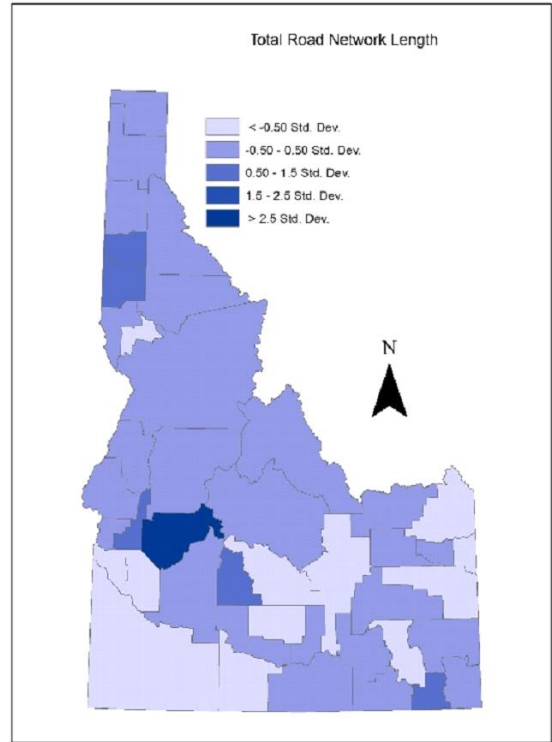 Total Road Network Length
< -0.50 Std. Dev.
-0.50 - 0.50 Std. Dev.
0.50 - 1.5 Std. Dev.
1.5 - 2.5 Std. Dev.
> 2.5 Std. Dev.
N